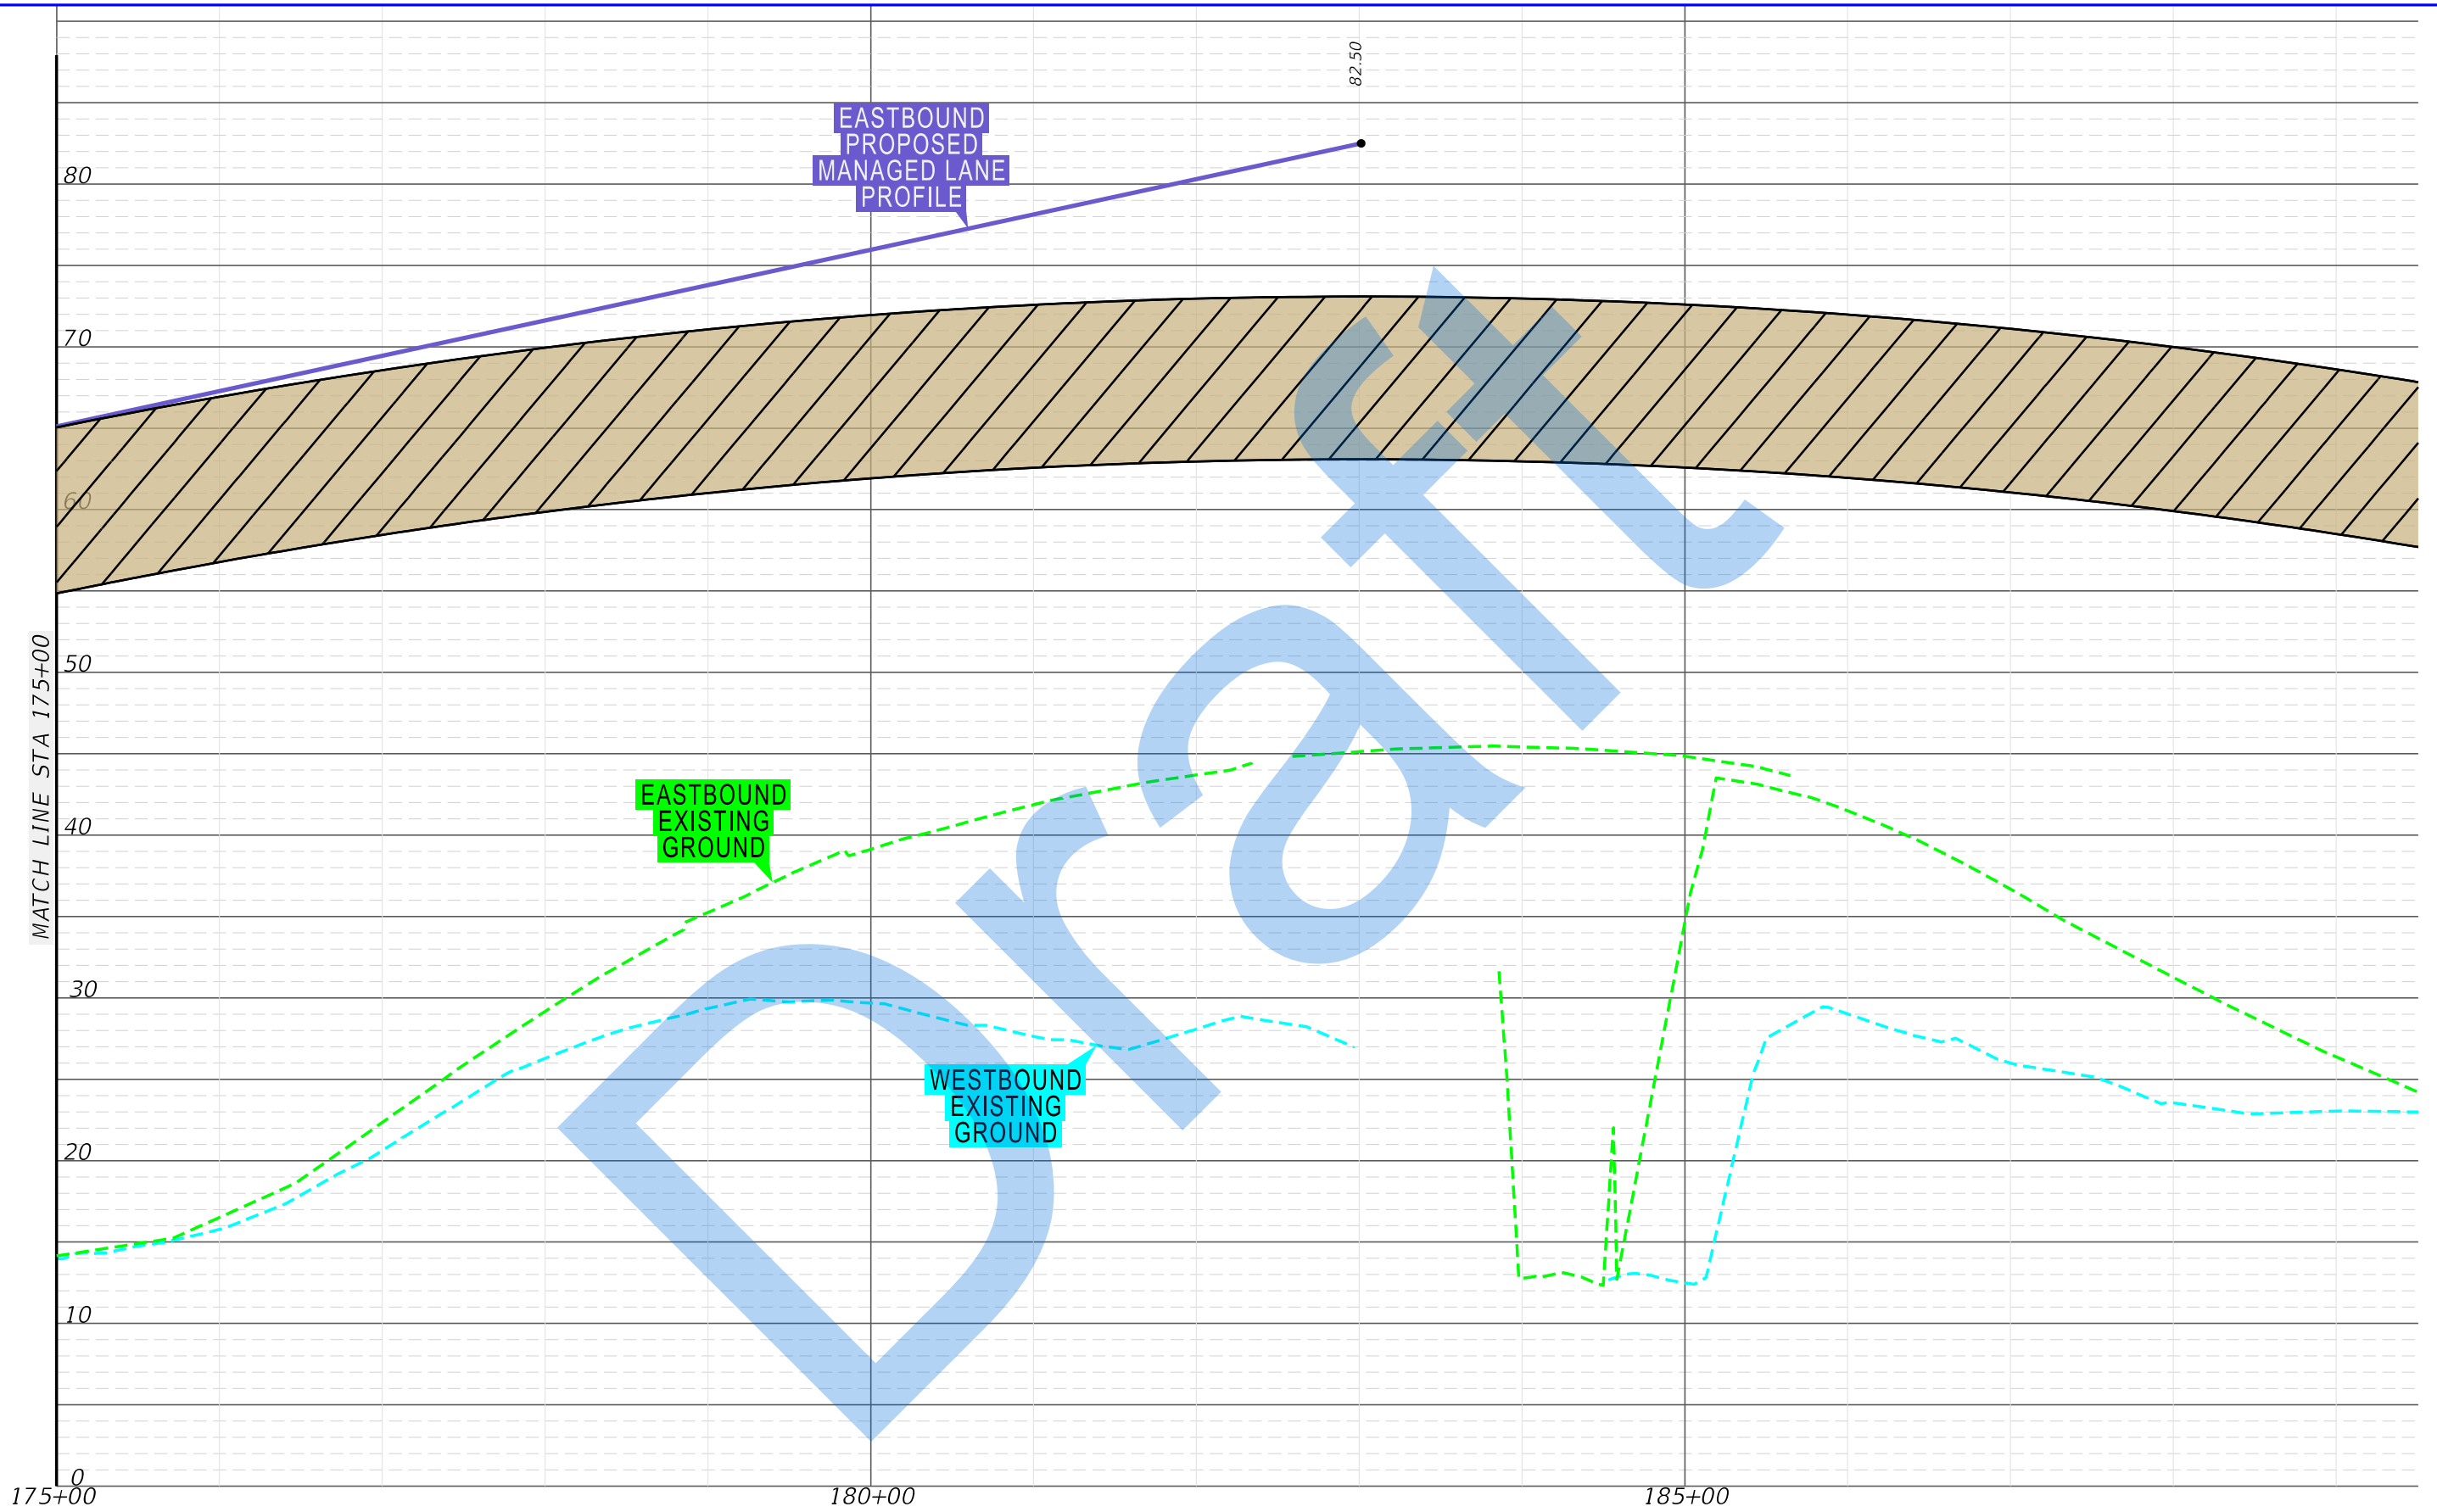 82.50
EASTBOUND
PROPOSED
MANAGED LANE
PROFILE
80
70
60
50
40
30
20
10
0
MATCH LINE STA 175+00
EASTBOUND
EXISTING
GROUND
WESTBOUND
EXISTING
GROUND
Draft
175+00
180+00
185+00